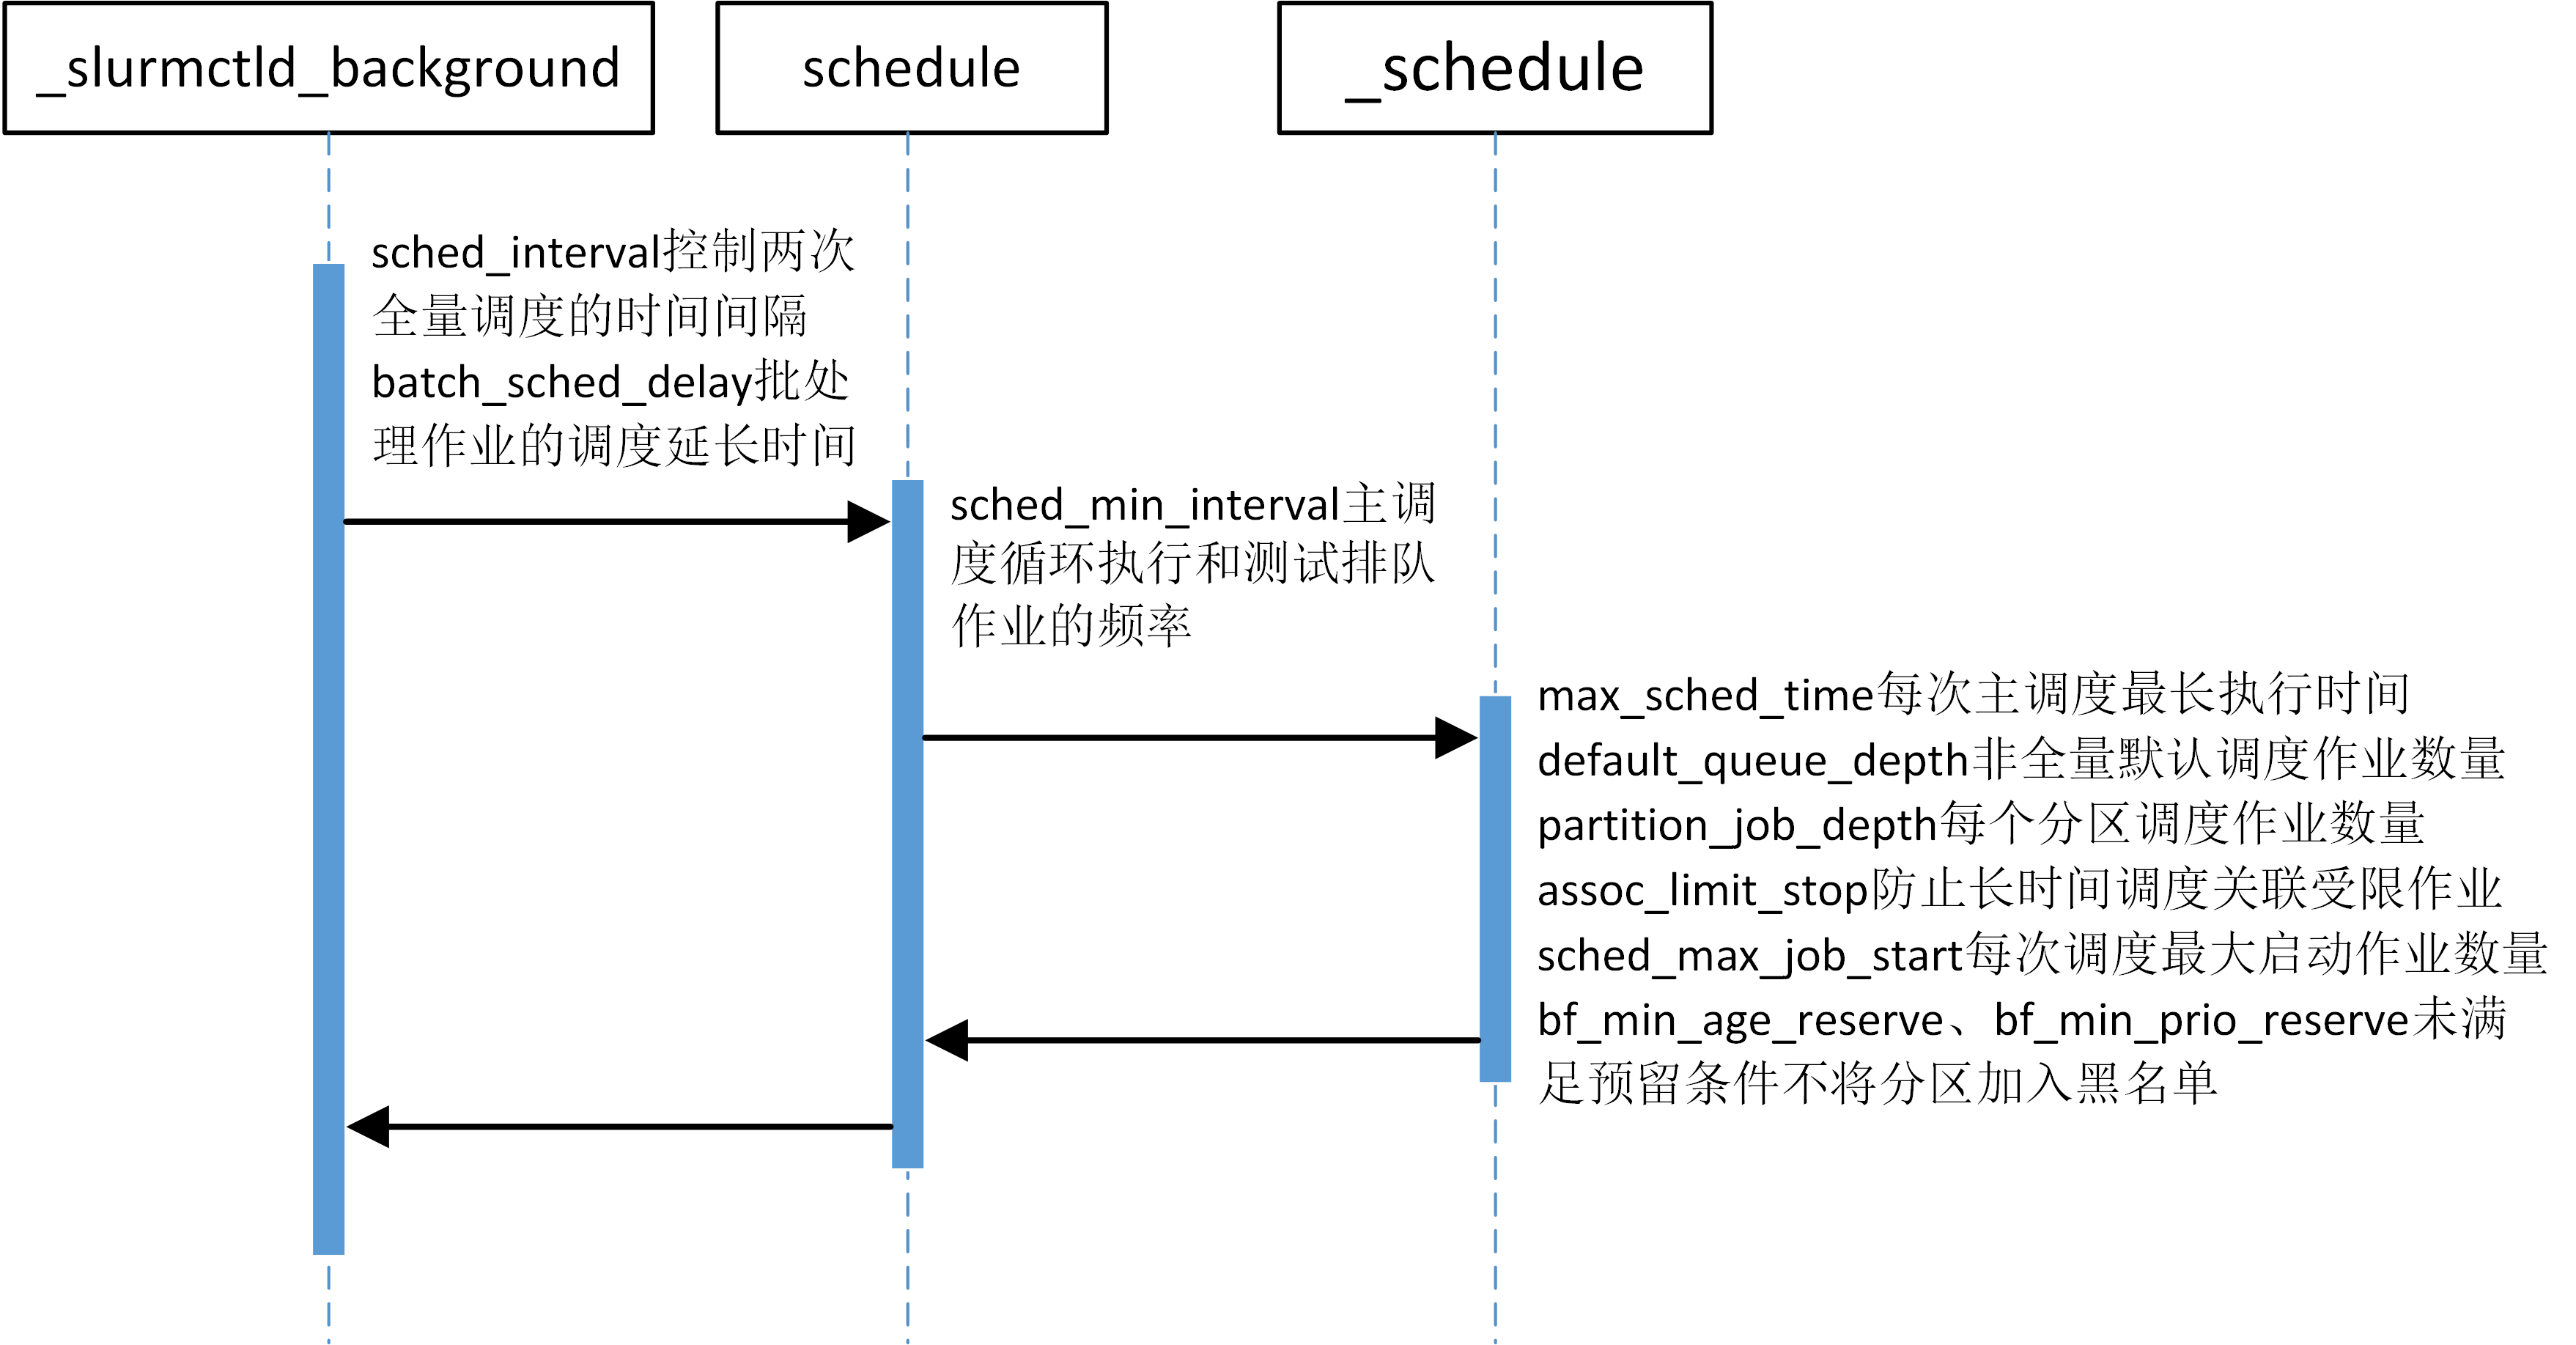 _slurmctld_background
schedule
_schedule
sched_interval控制两次
全量调度的时间间隔
batch_sched_delay批处
理作业的调度延长时间
sched_min_interval主调
度循环执行和测试排队
作业的频率
max_sched_time每次主调度最长执行时间
default_queue_depth非全量默认调度作业数量
partition_job_depth每个分区调度作业数量
assoc_limit_stop防止长时间调度关联受限作业
sched_max_job_start每次调度最大启动作业数量
bf_min_age_reserve、bf_min_prio_reserve未满
足预留条件不将分区加入黑名单